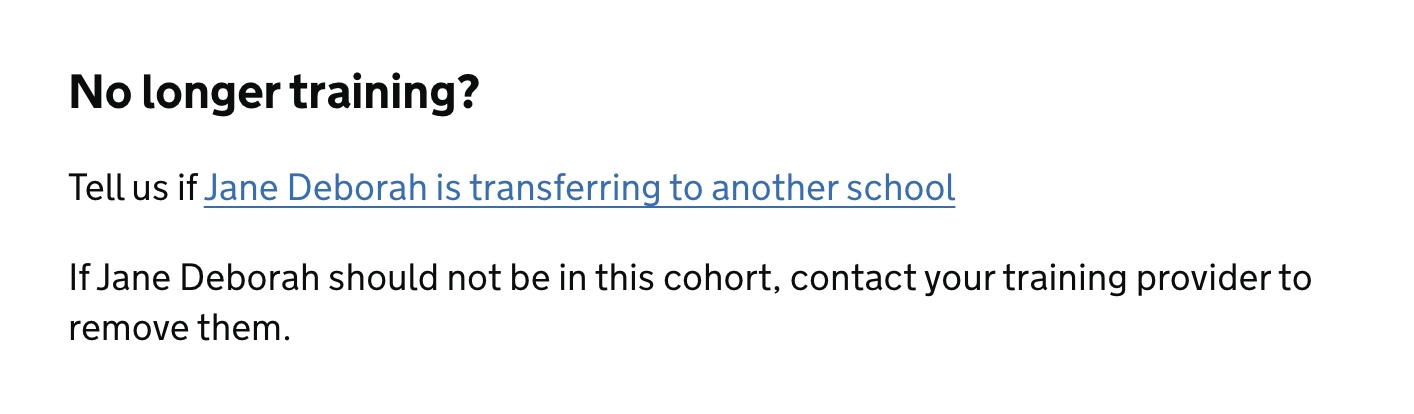 No longer training?
Tell us if Jane Deborah is transferring to another school
If Jane Deborah should not be in this cohort, contact your training provider to
remove them.